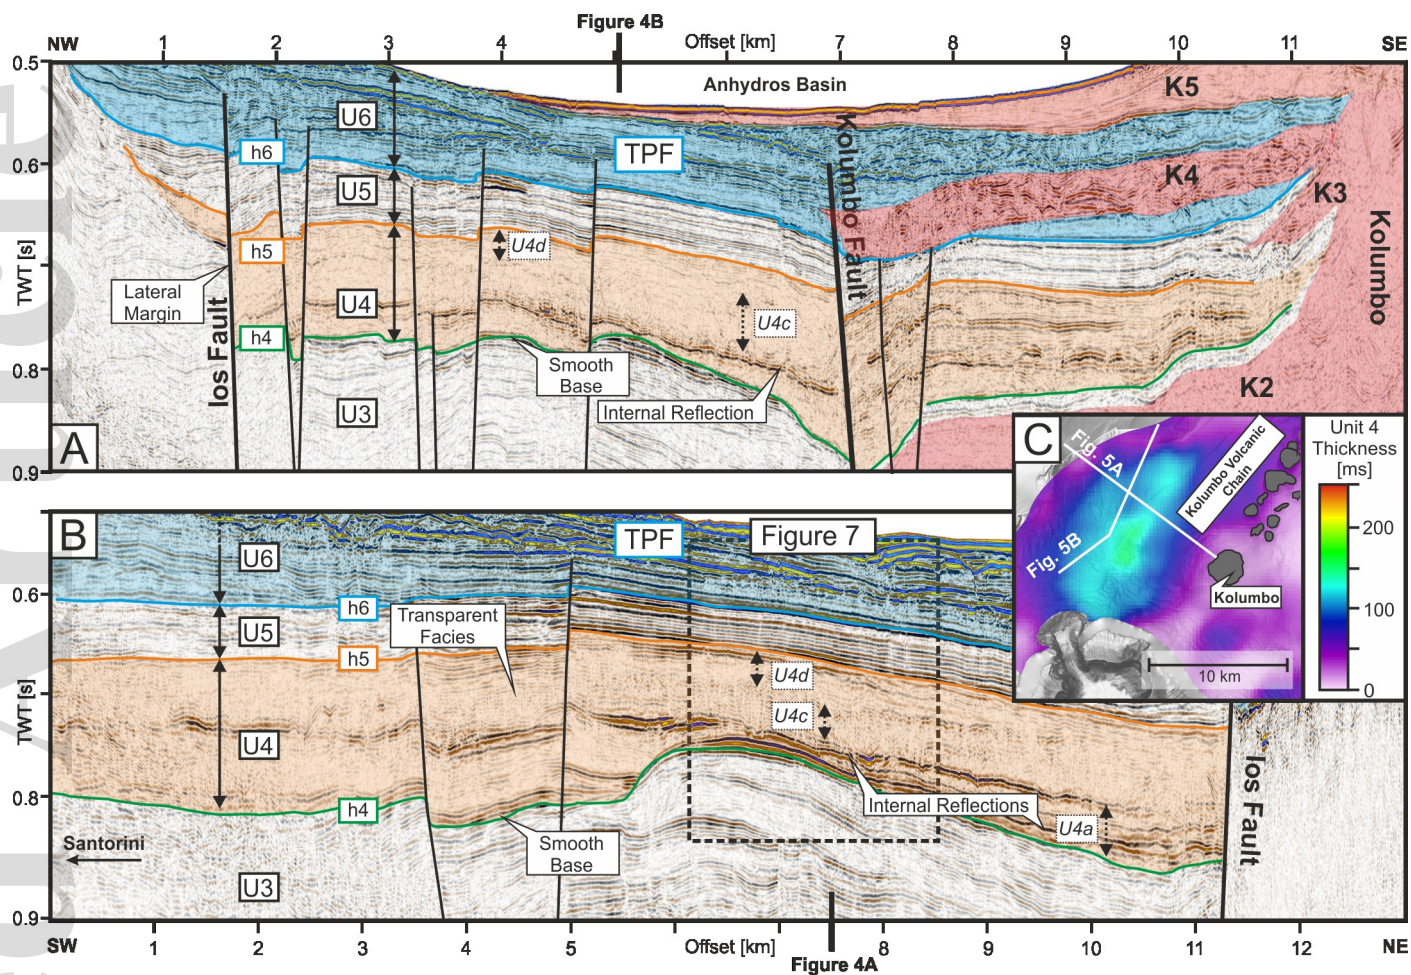 Figure 4B
NW 1 2 3 4 Offset [km] 7 8 9 10 11 SE
0.5
Anhydros Basin
K5
U6
h6
TPF
0.6
U5
K4
K3
Kolumbo Fault
Kolumbo
h5
U4d
TWT [s]
Lateral
Margin
U4
U4c
h4
Ios Fault
Smooth
Base
0.8
Internal Reflection
K2
U3
A
0.9
C
Fig. 5A
Fig. 5B
Kolumbo Volcanic
Chain
Kolumbo
10 km
Unit 4
Thickness
[ms]
200
100
0
B
TPF
Figure 7
U6
0.6
h6
Transparent
Facies
U5
h5
U4d
U4c
TWT [s]
U4
Internal Reflections
0.8
h4
U4a
Ios Fault
Santorini
Smooth
Base
U3
0.9
SW 1 2 3 4 5 Offset [km] 8 9 10 11 12 NE
Figure 4A